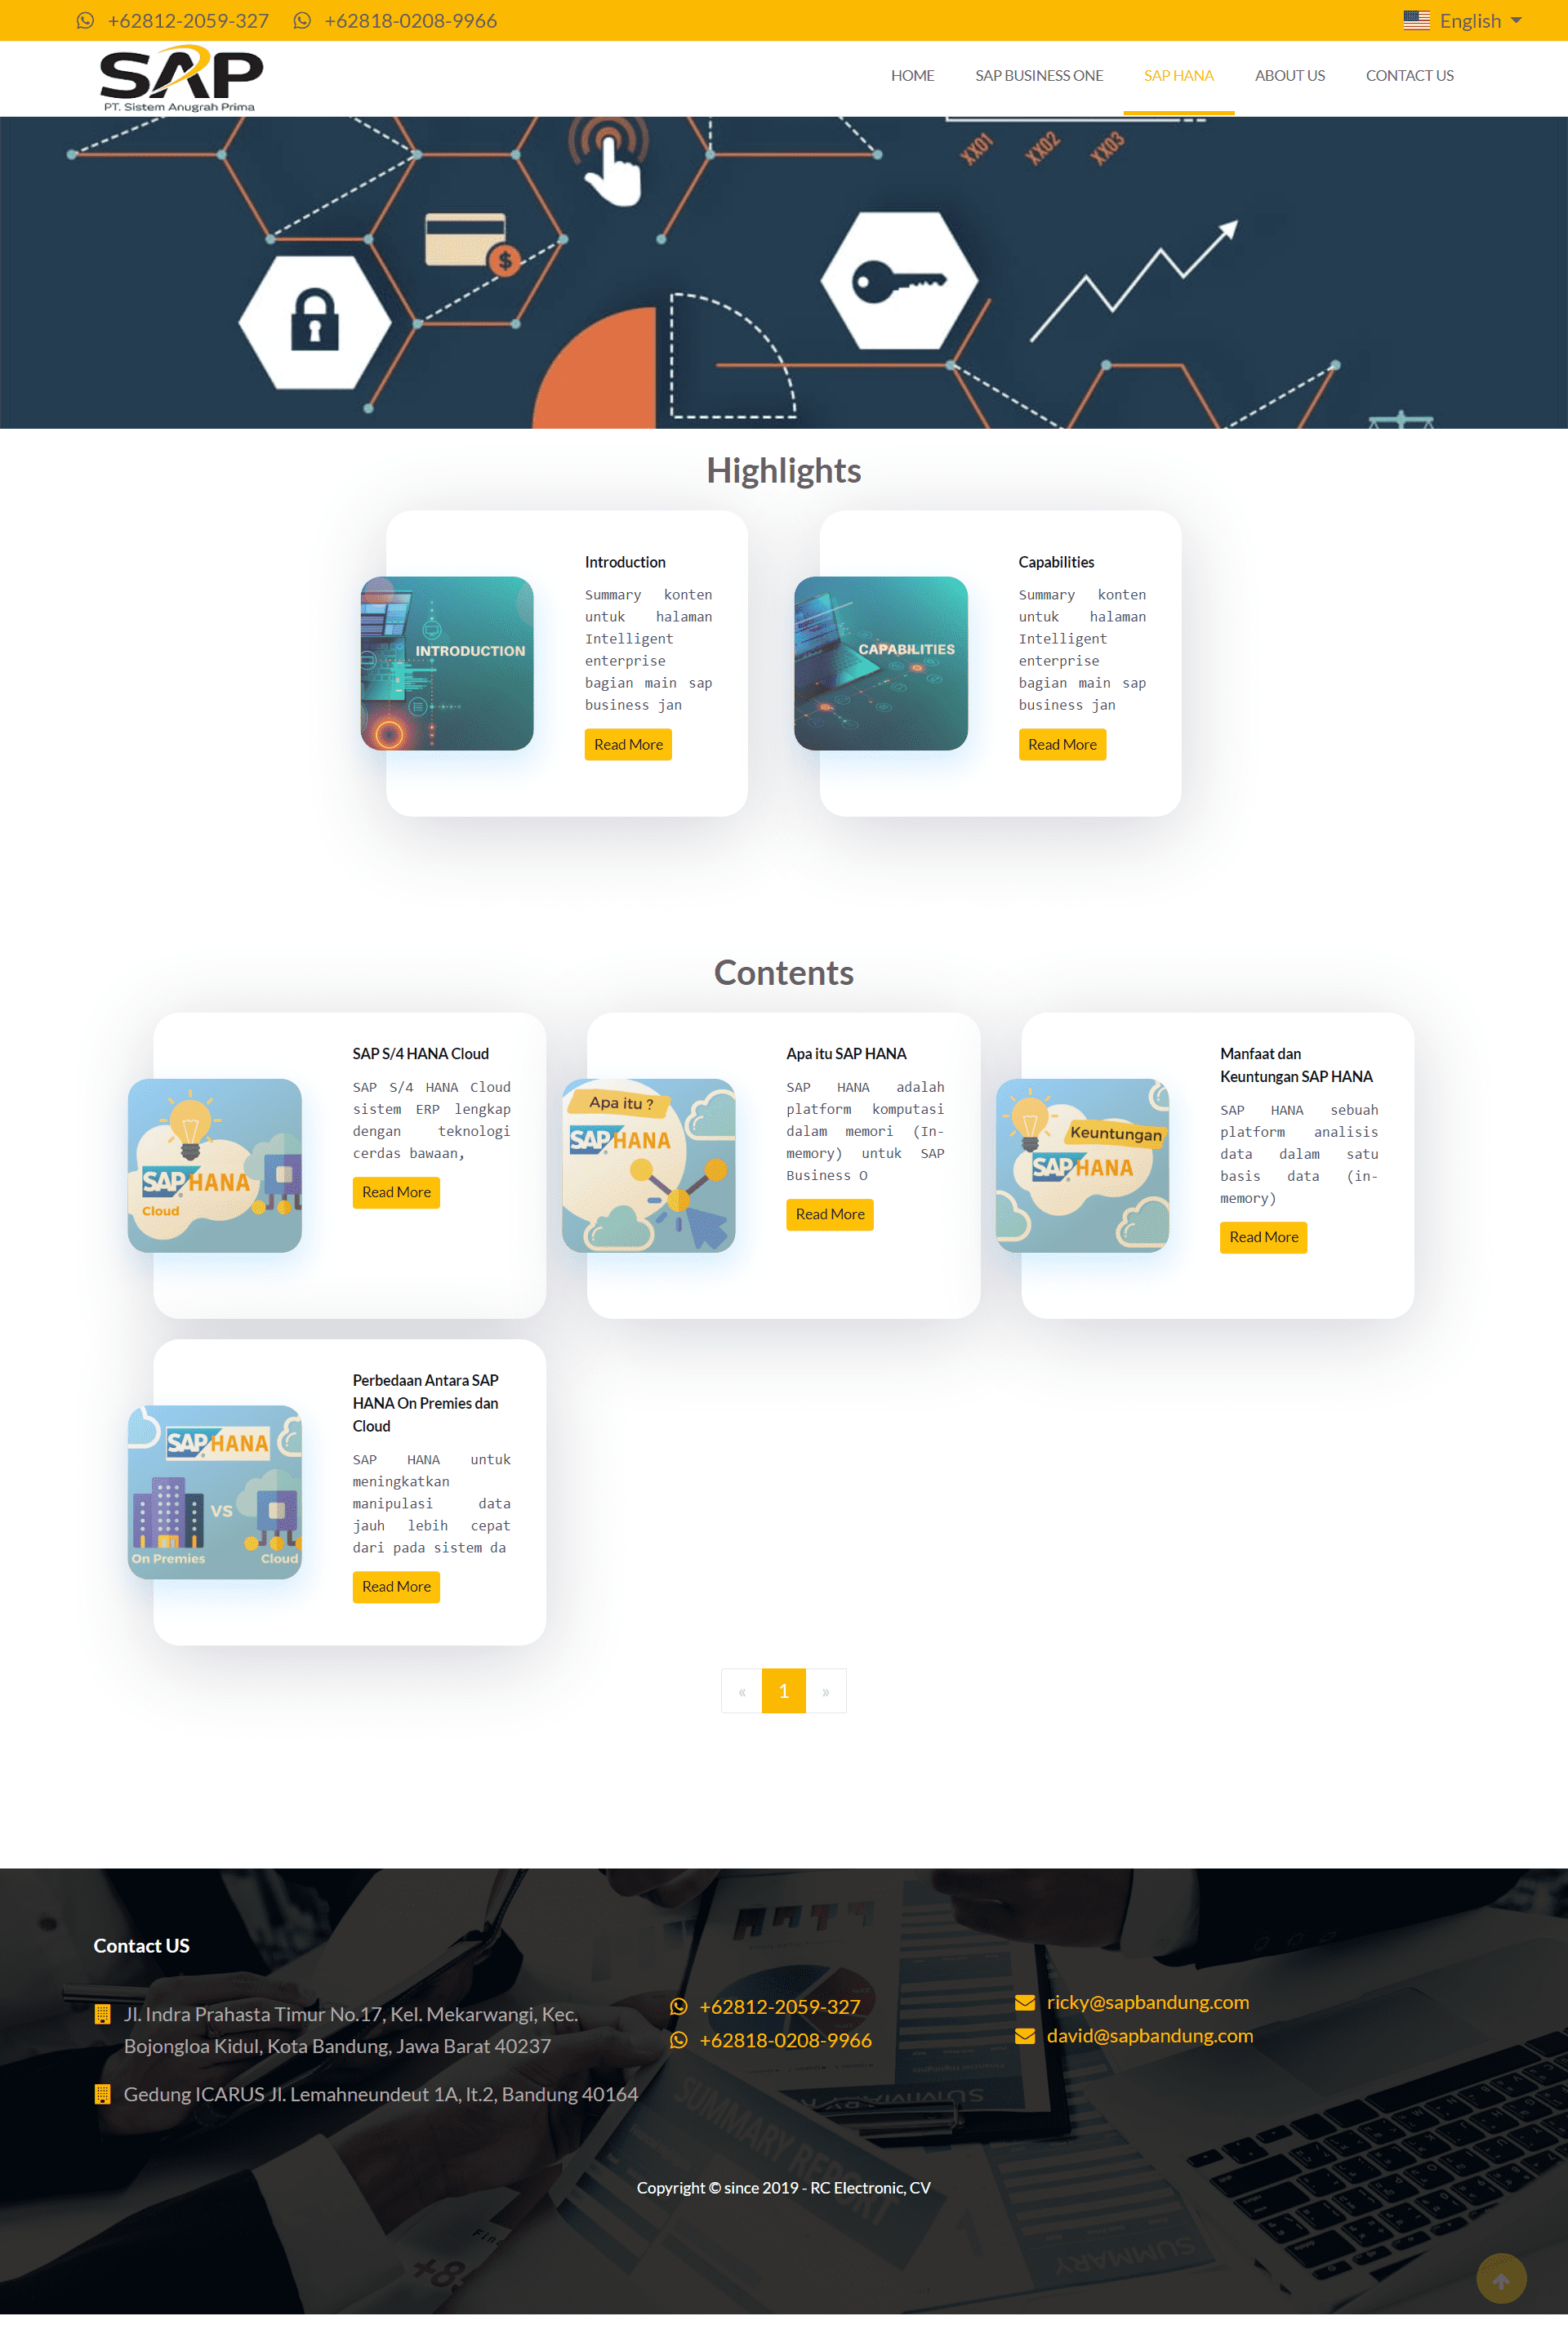 +62812-2059-327 +62818-0208-9966 English
SAP
PT. Sistem Anugrah Prima
HOME SAP BUSINESS ONE SAP HANA ABOUT US CONTACT US
XX01 XX02 XX03
Highlights
INTRODUCTION
Introduction
Summary konten
untuk halaman
Intelligent
enterprise
bagian main sap
business jan
Read More
CAPABILITIES
Capabilities
Summary konten
untuk halaman
Intelligent
enterprise
bagian main sap
business jan
Read More
Contents
SAP HANA
Cloud
SAP S/4 HANA Cloud
SAP S/4 HANA Cloud
sistem ERP lengkap
dengan teknologi
cerdas bawaan,
Read More
Apa itu ?
SAP HANA
Apa itu SAP HANA
SAP HANA adalah
platform komputasi
dalam memori (In-
memory) untuk SAP
Business O
Read More
Keuntungan
SAP HANA
Manfaat dan
Keuntungan SAP HANA
SAP HANA sebuah
platform analisis
data dalam satu
basis data (in-
memory)
Read More
SAP HANA
VS
On Premies Cloud
Perbedaan Antara SAP
HANA On Premies dan
Cloud
SAP HANA untuk
meningkatkan
manipulasi data
jauh lebih cepat
dari pada sistem da
Read More
« 1 »
Contact US
Jl. Indra Prahasta Timur No.17, Kel. Mekarwangi, Kec.
Bojongloa Kidul, Kota Bandung, Jawa Barat 40237
Gedung ICARUS Jl. Lemahneundeut 1A, lt.2, Bandung 40164
+62812-2059-327
+62818-0208-9966
ricky@sapbandung.com
david@sapbandung.com
SUMMARY REPORT
SUMMARY
Copyright © since 2019 - RC Electronic, CV